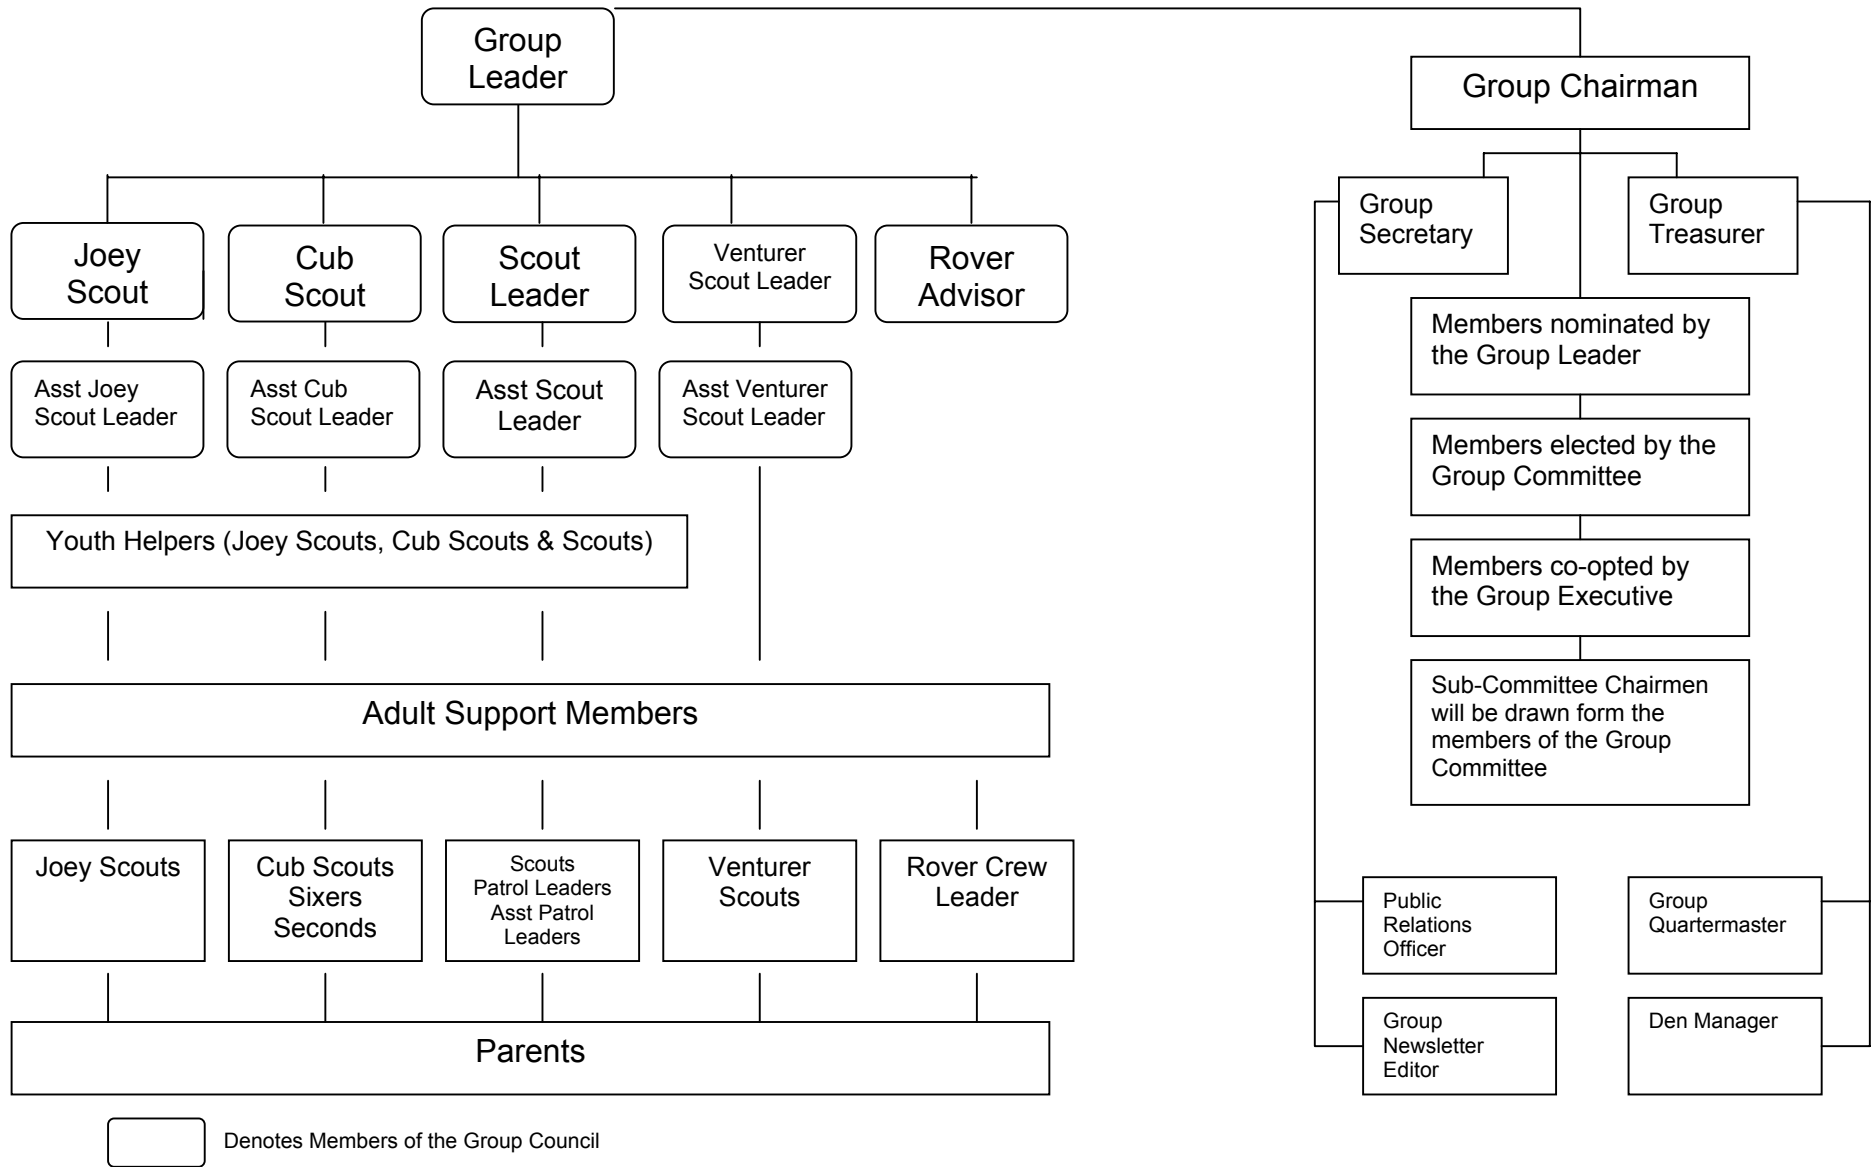 Group
Leader
Group Chairman
Group
Secretary
Group
Treasurer
Joey
Scout
Cub
Scout
Scout
Leader
Venturer
Scout Leader
Rover
Advisor
Members nominated by
the Group Leader
Asst Joey
Scout Leader
Asst Cub
Scout Leader
Asst Scout
Leader
Asst Venturer
Scout Leader
Members elected by the
Group Committee
Youth Helpers (Joey Scouts, Cub Scouts & Scouts)
Members co-opted by
the Group Executive
Adult Support Members
Sub-Committee Chairmen
will be drawn form the
members of the Group
Committee
Joey Scouts
Cub Scouts
Sixers
Seconds
Scouts
Patrol Leaders
Asst Patrol
Leaders
Venturer
Scouts
Rover Crew
Leader
Public
Relations
Officer
Group
Quartermaster
Parents
Group
Newsletter
Editor
Den Manager
Denotes Members of the Group Council